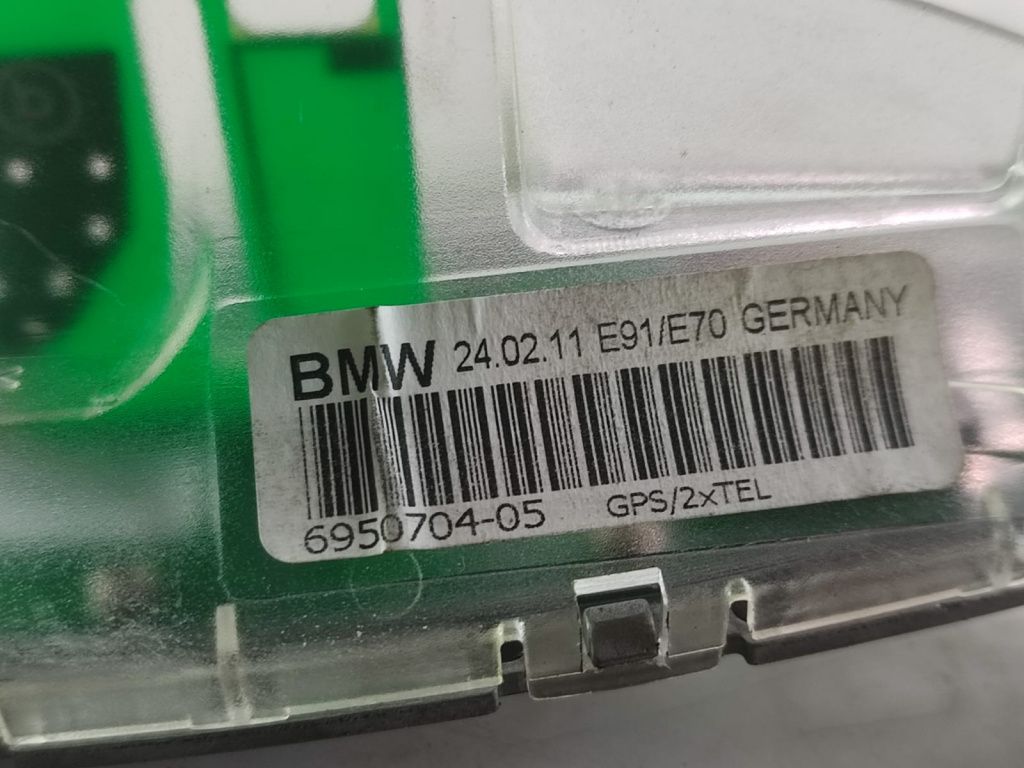 BMW 24.02.11 E91/E70 GERMANY
6950704-05 GPS/2xTEL